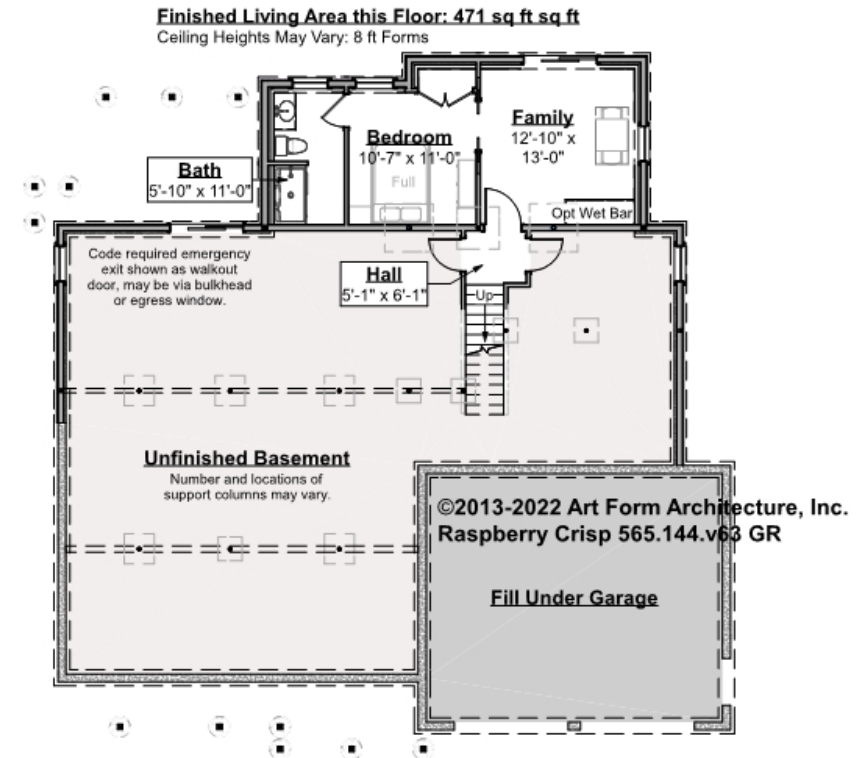 Finished Living Area this Floor: 471 sq ft sq ft
Ceiling Heights May Vary: 8 ft Forms
Family
12'-10" x
13'-0"
Bedroom
10'-7" x 11'-0"
Bath
5'-10" x 11'-0"
Full
Opt Wet Bar
Code required emergency
exit shown as walkout
door, may be via bulkhead
or egress window.
Hall
5'-1" x 6'-1"
Up
Unfinished Basement
Number and locations of
support columns may vary.
©2013-2022 Art Form Architecture, Inc.
Raspberry Crisp 565.144.v63 GR
Fill Under Garage